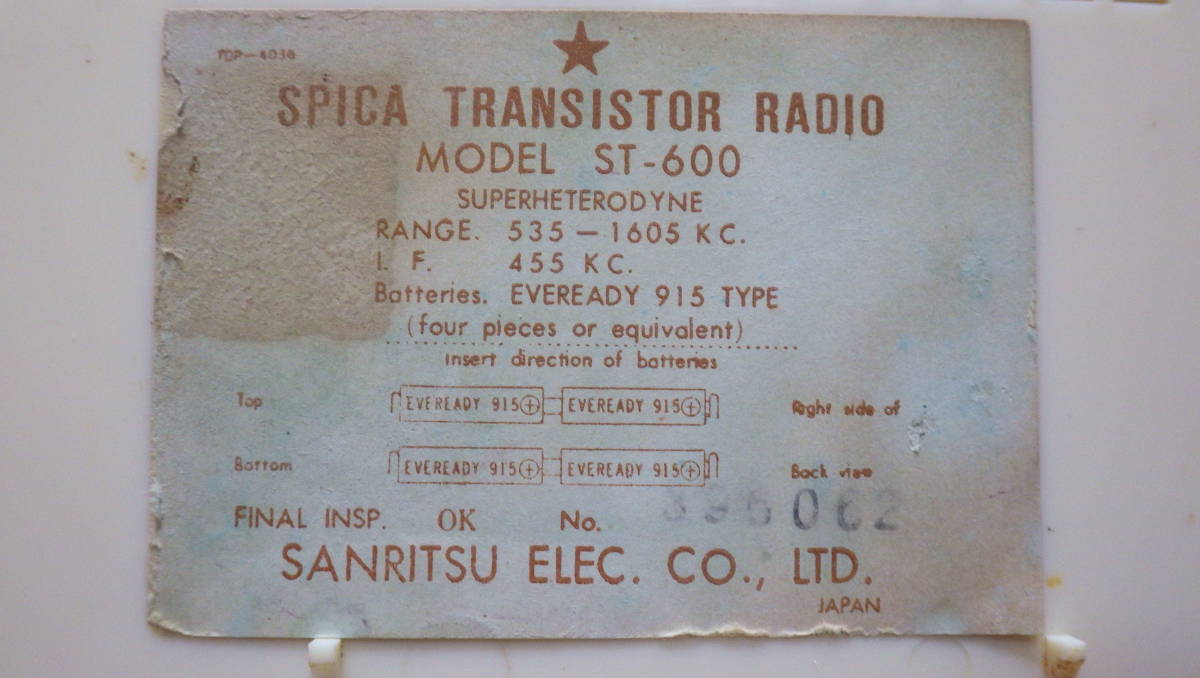 TDP-4036
SPICA TRANSISTOR RADIO
MODEL ST-600
SUPERHETERODYNE
RANGE. 535-1605 KC.
I. F. 455 KC.
Batteries. EVEREADY 915 TYPE
(four pieces or equivalent)
Insert direction of batteries
Top EVEREADY 915+ EVEREADY 915+ Right side of
Bottom EVEREADY 915+ EVEREADY 915+ Back view
FINAL INSP. OK No.
SANRITSU ELEC. CO., LTD.
JAPAN